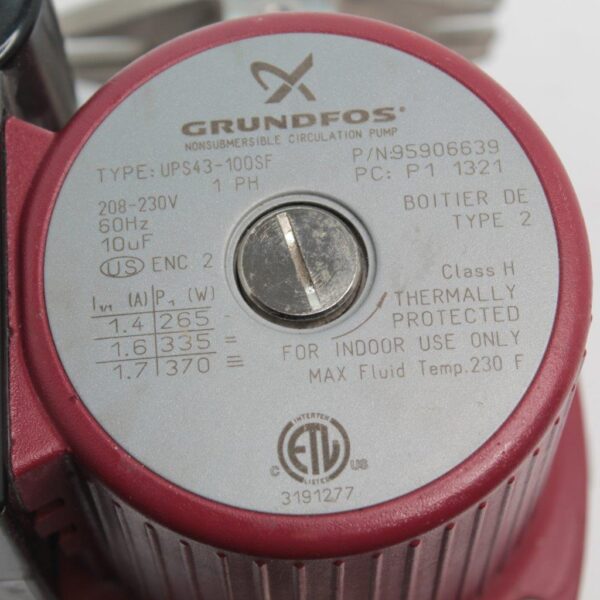 GRUNDFOS
NONSUBMERSIBLE CIRCULATION PUMP
TYPE: UPS43-100SF
P/N:95906639
1 PH
PC: P1 1321
208-230V
60Hz
10uF
US ENC 2
BOITIER DE
TYPE 2
I1/1 (A) P1 (W)
1.4 265 -
1.6 335 =
1.7 370 ≡
Class H
THERMALLY
PROTECTED
FOR INDOOR USE ONLY
MAX Fluid Temp.230 F
INTERTEK
ETL
LISTED
C US
3191277